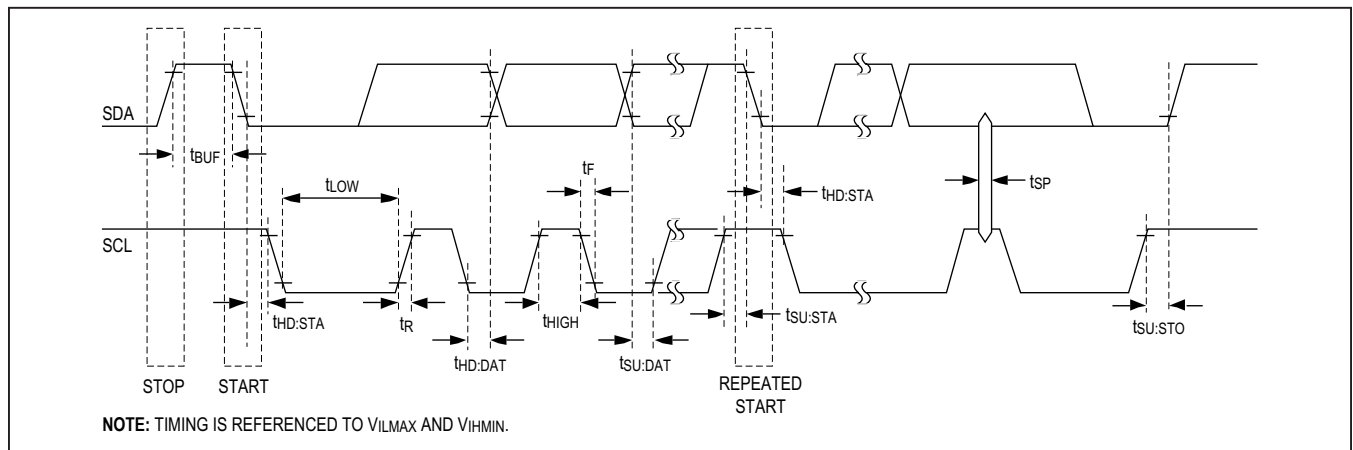 SDA
tBUF
tLOW
tF
tHD:STA
tSP
SCL
tHD:STA
tR
tHD:DAT
tHIGH
tSU:DAT
tSU:STA
tSU:STO
STOP
START
REPEATED
START
NOTE: TIMING IS REFERENCED TO VILMAX AND VIHMIN.